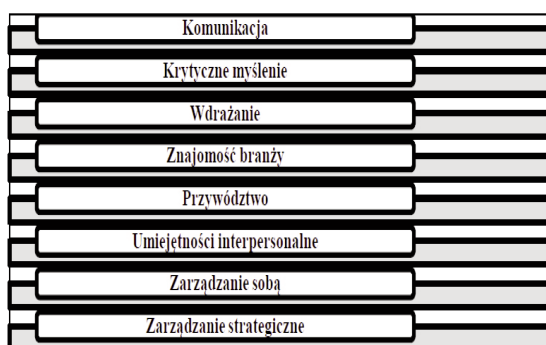 Komunikacja
Krytyczne myślenie
Wdrażanie
Znajomość branży
Przywództwo
Umiejętności interpersonalne
Zarządzanie sobą
Zarządzanie strategiczne